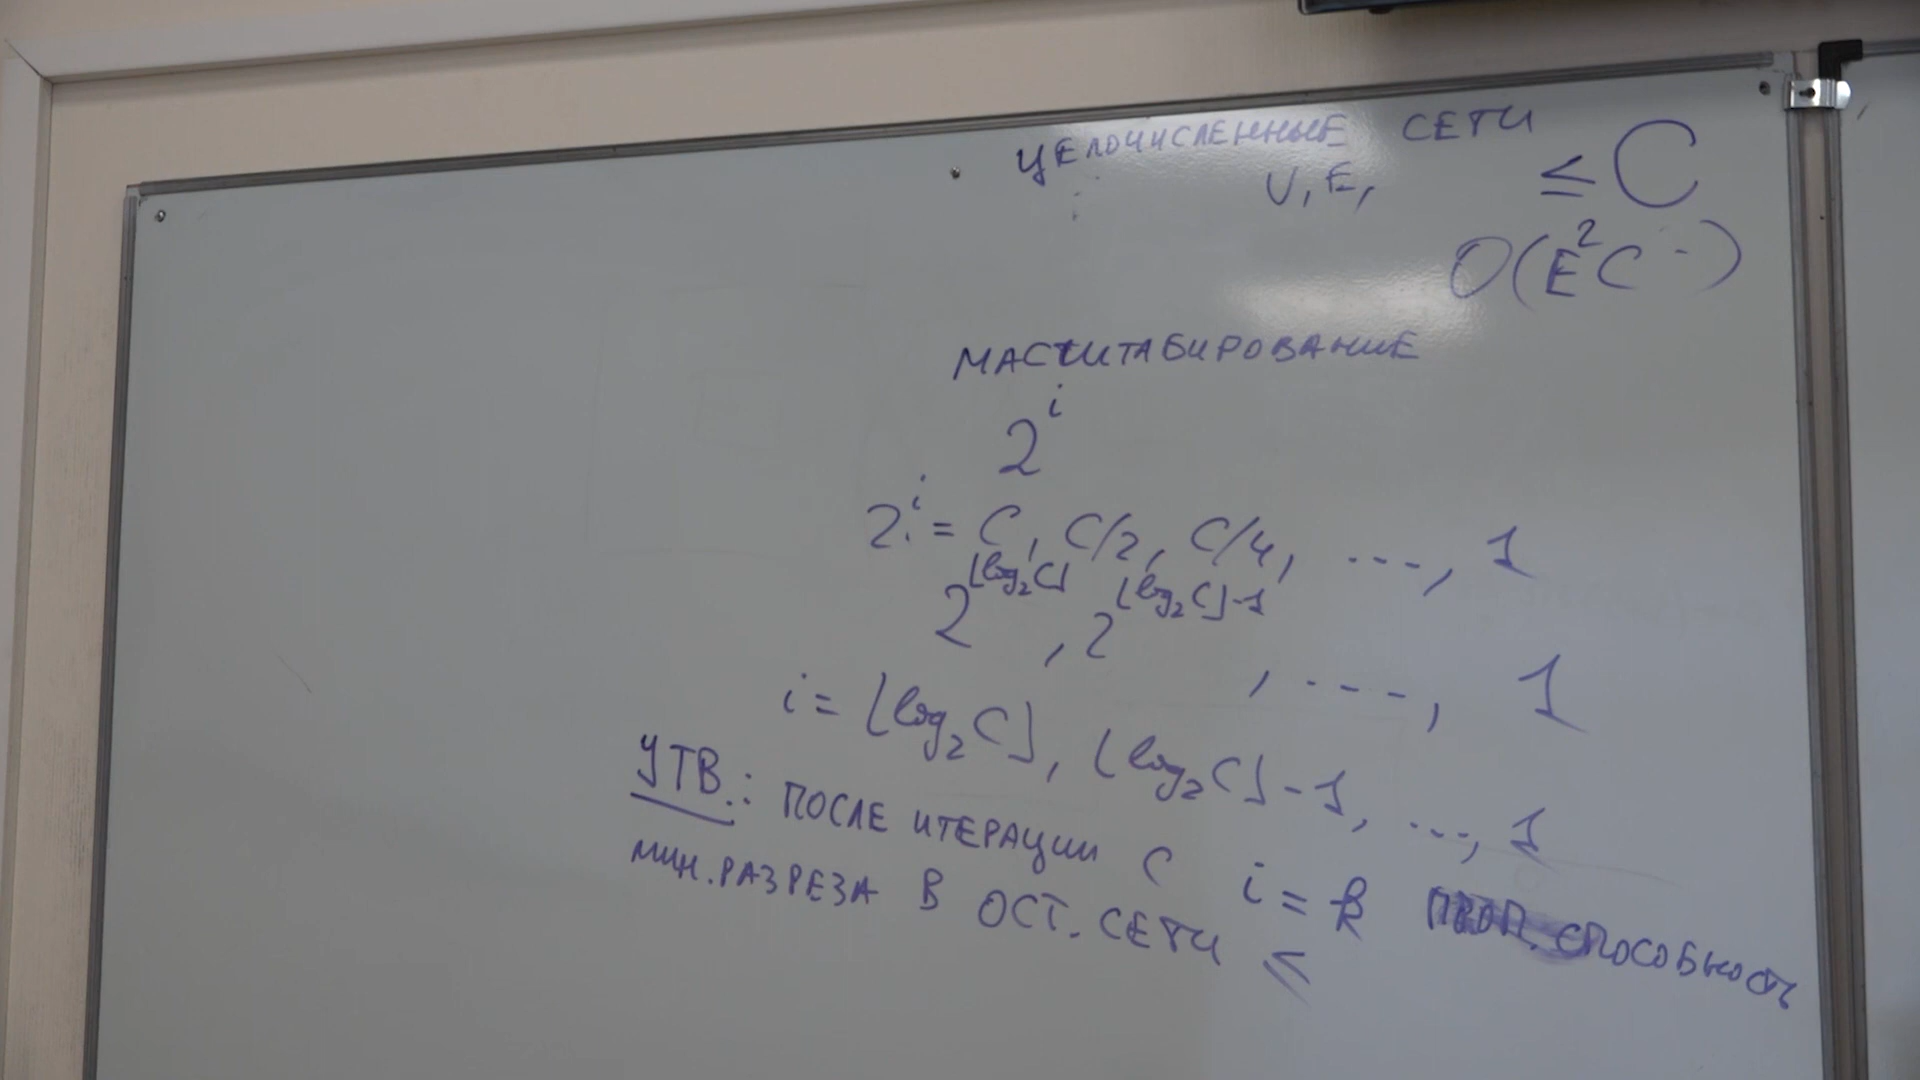 ЦЕЛОЧИСЛЕННЫЕ СЕТИ
V, E, ≤ C
O(E²C )
МАСШТАБИРОВАНИЕ
2^i
2^i = C, C/2, C/4, ..., 1
2^⌊log₂C⌋, 2^⌊log₂C⌋-1, ..., 1
i = ⌊log₂C⌋, ⌊log₂C⌋-1, ..., 1
УТВ.: ПОСЛЕ ИТЕРАЦИИ С i = k ПРОП. СПОСОБНОСТЬ
МИН. РАЗРЕЗА В ОСТ. СЕТИ ≤